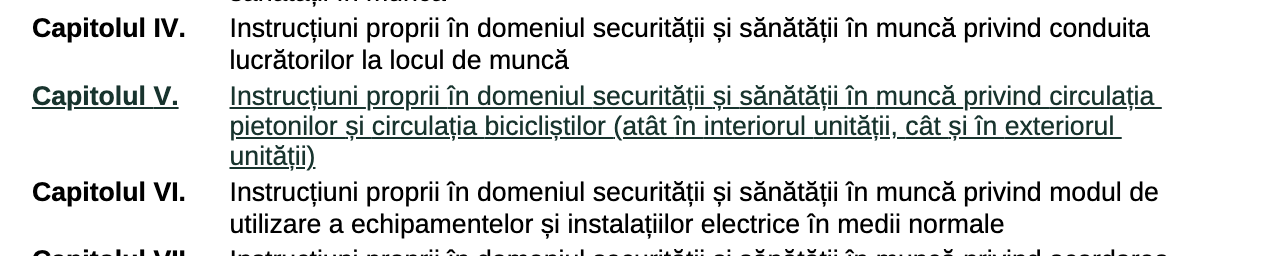 Capitolul IV. Instrucțiuni proprii în domeniul securității și sănătății în muncă privind conduita
lucrătorilor la locul de muncă
Capitolul V. Instrucțiuni proprii în domeniul securității și sănătății în muncă privind circulația
pietonilor și circulația bicicliștilor (atât în interiorul unității, cât și în exteriorul
unității)
Capitolul VI. Instrucțiuni proprii în domeniul securității și sănătății în muncă privind modul de
utilizare a echipamentelor și instalațiilor electrice în medii normale